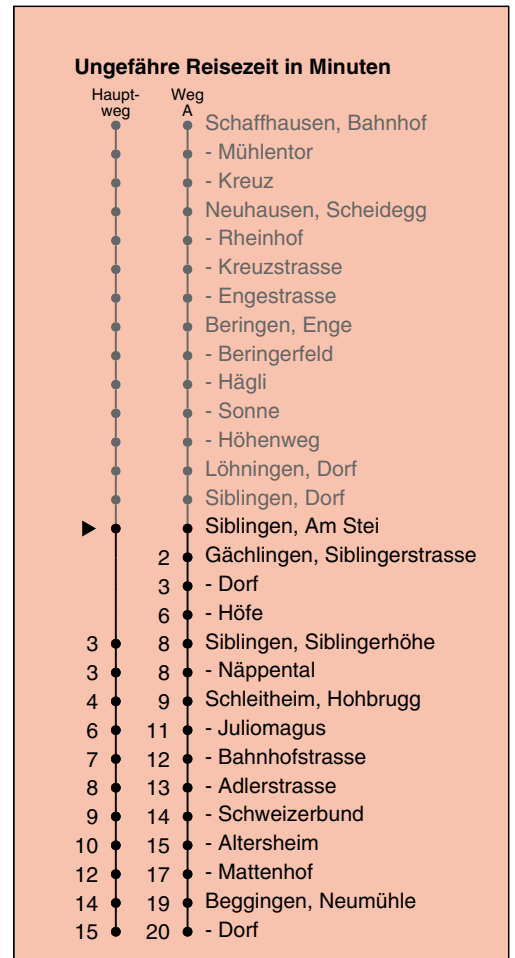 Ungefähre Reisezeit in Minuten
Haupt- Weg
weg A
Schaffhausen, Bahnhof
- Mühlentor
- Kreuz
Neuhausen, Scheidegg
- Rheinhof
- Kreuzstrasse
- Engestrasse
Beringen, Enge
- Beringerfeld
- Hägli
- Sonne
- Höhenweg
Löhningen, Dorf
Siblingen, Dorf
Siblingen, Am Stei
2 Gächlingen, Siblingerstrasse
3 - Dorf
6 - Höfe
3 8 Siblingen, Siblingerhöhe
3 8 - Näppental
4 9 Schleitheim, Hohbrugg
6 11 - Juliomagus
7 12 - Bahnhofstrasse
8 13 - Adlerstrasse
9 14 - Schweizerbund
10 15 - Altersheim
12 17 - Mattenhof
14 19 Beggingen, Neumühle
15 20 - Dorf